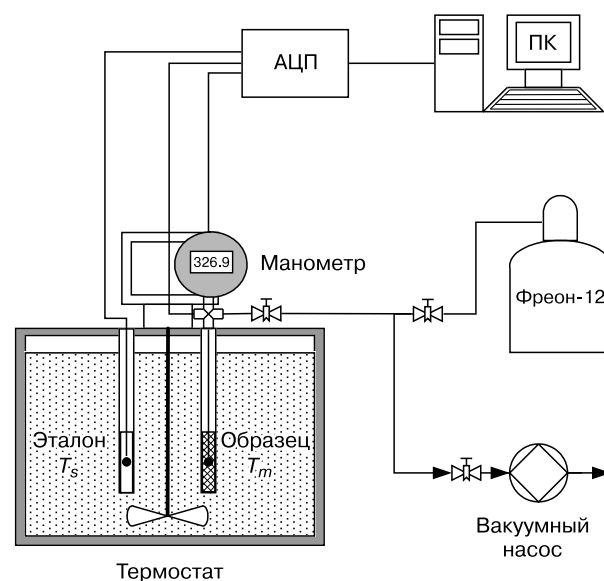 АЦП
ПК
326.9
Манометр
Фреон-12
Эталон
Ts
Образец
Tm
Вакуумный
насос
Термостат